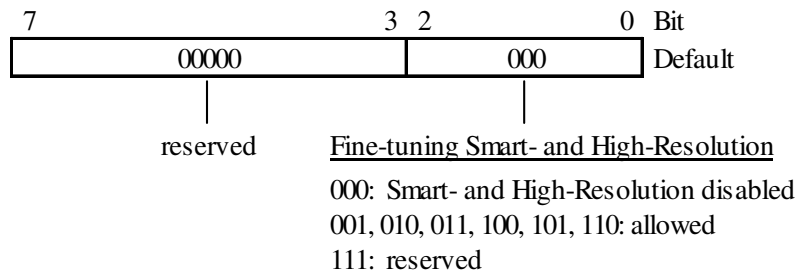 7 3 2 0 Bit
00000 000 Default
reserved Fine-tuning Smart- and High-Resolution
000: Smart- and High-Resolution disabled
001, 010, 011, 100, 101, 110: allowed
111: reserved